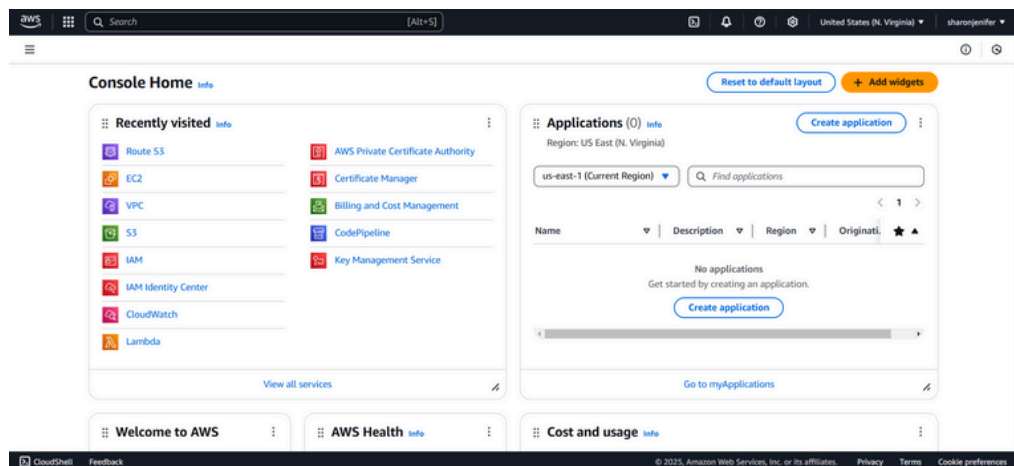 aws Search [Alt+S] United States (N. Virginia) sharonjenifer
Console Home Info Reset to default layout + Add widgets
Recently visited Info
Route 53
EC2
VPC
S3
IAM
IAM Identity Center
CloudWatch
Lambda
AWS Private Certificate Authority
Certificate Manager
Billing and Cost Management
CodePipeline
Key Management Service
View all services
Applications (0) Info Create application
Region: US East (N. Virginia)
us-east-1 (Current Region) Find applications
1
Name Description Region Originati.
No applications
Get started by creating an application.
Create application
Go to myApplications
Welcome to AWS
AWS Health Info
Cost and usage Info
CloudShell Feedback © 2025, Amazon Web Services, Inc. or its affiliates. Privacy Terms Cookie preferences